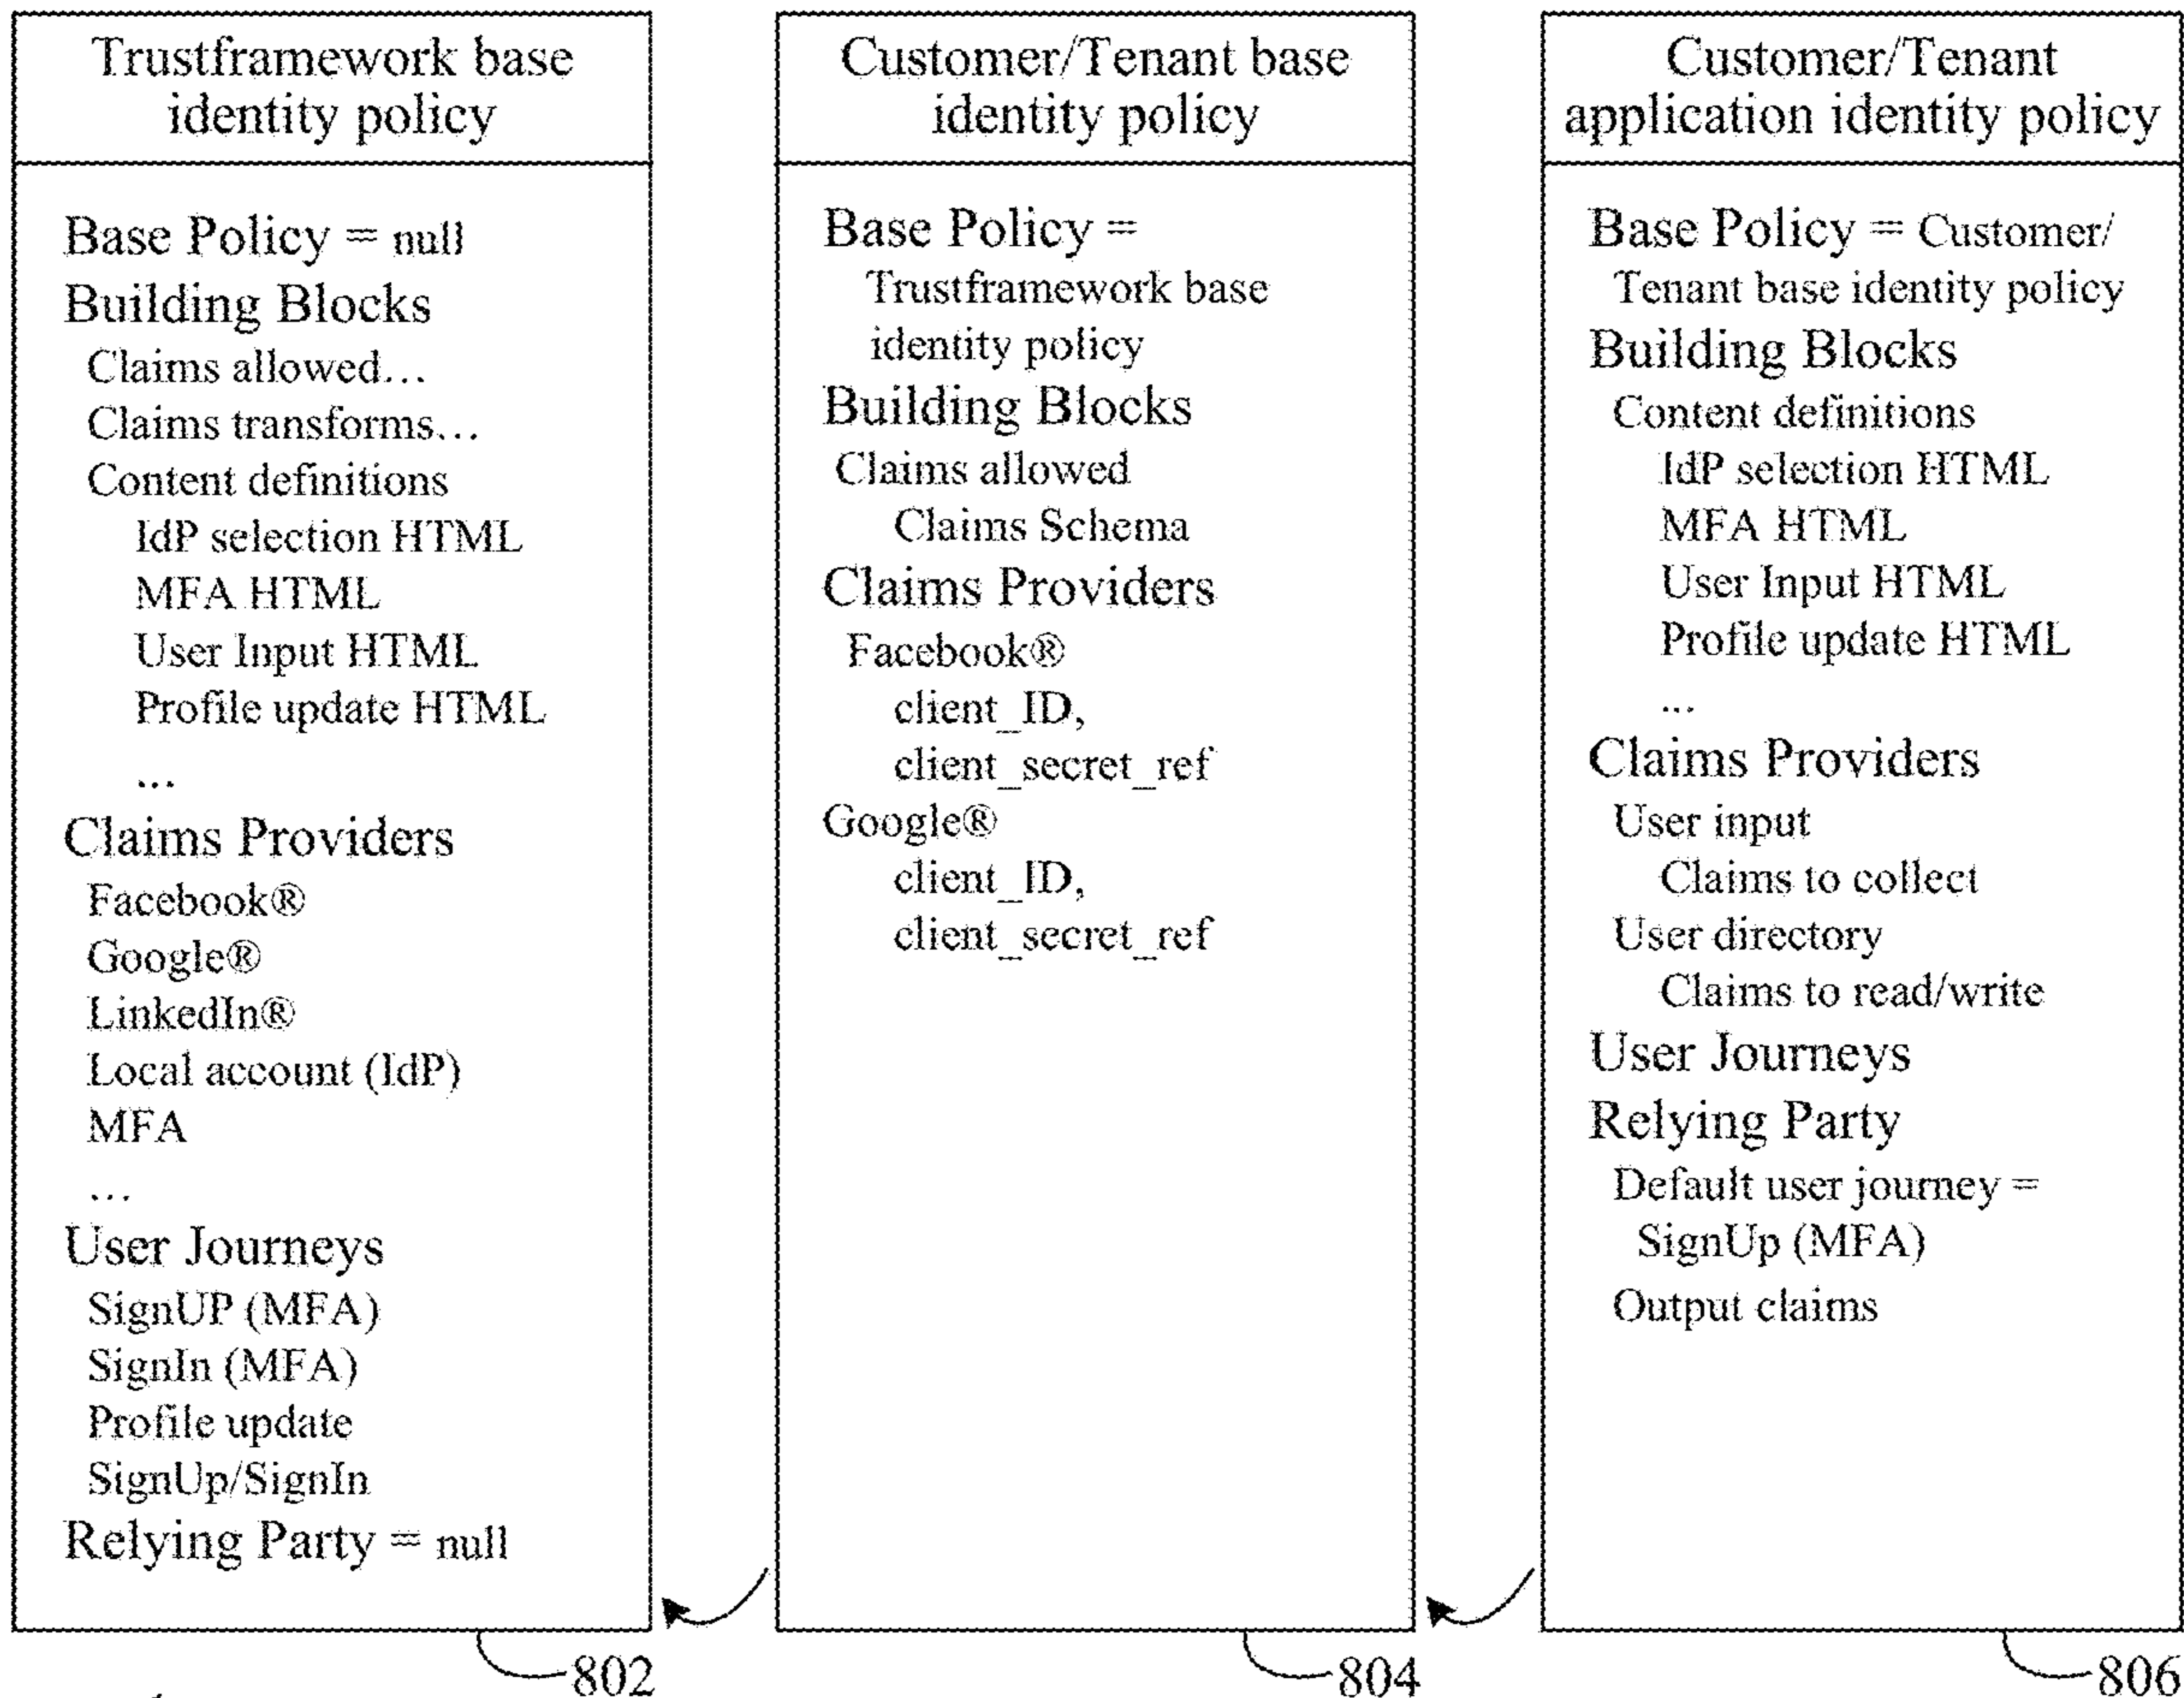 Trustframework base
identity policy
Base Policy = null
Building Blocks
Claims allowed...
Claims transforms...
Content definitions
IdP selection HTML
MFA HTML
User Input HTML
Profile update HTML
...
Claims Providers
Facebook®
Google®
LinkedIn®
Local account (IdP)
MFA
...
User Journeys
SignUP (MFA)
SignIn (MFA)
Profile update
SignUp/SignIn
Relying Party = null
802
Customer/Tenant base
identity policy
Base Policy =
Trustframework base
identity policy
Building Blocks
Claims allowed
Claims Schema
Claims Providers
Facebook®
client_ID,
client_secret_ref
Google®
client_ID,
client_secret_ref
804
Customer/Tenant
application identity policy
Base Policy = Customer/
Tenant base identity policy
Building Blocks
Content definitions
IdP selection HTML
MFA HTML
User Input HTML
Profile update HTML
...
Claims Providers
User input
Claims to collect
User directory
Claims to read/write
User Journeys
Relying Party
Default user journey =
SignUp (MFA)
Output claims
806